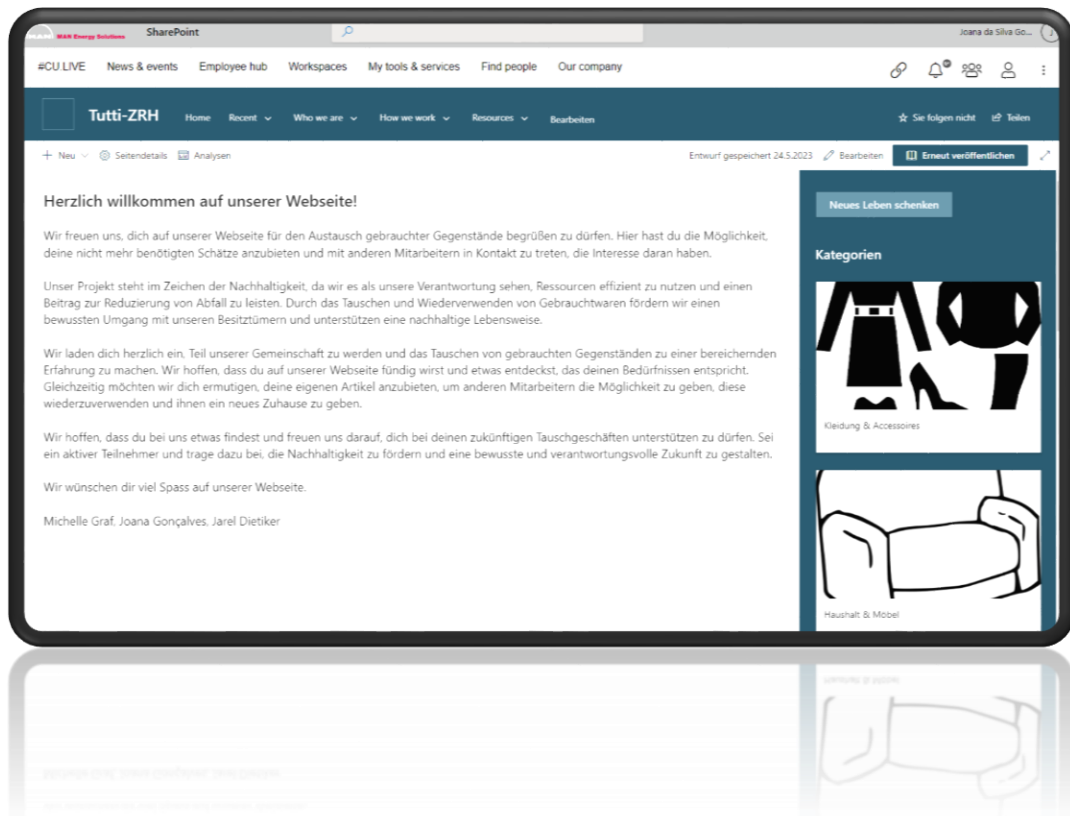 MAN Energy Solutions SharePoint Joana da Silva Go...
#CU LIVE News & events Employee hub Workspaces My tools & services Find people Our company
Tutti-ZRH Home Recent Who we are How we work Resources Bearbeiten Sie folgen nicht Teilen
Neu Seitendetails Analysen Entwurf gespeichert 24.5.2023 Bearbeiten Erneut veröffentlichen
Herzlich willkommen auf unserer Webseite!
Wir freuen uns, dich auf unserer Webseite für den Austausch gebrauchter Gegenstände begrüßen zu dürfen. Hier hast du die Möglichkeit,
deine nicht mehr benötigten Schätze anzubieten und mit anderen Mitarbeitern in Kontakt zu treten, die Interesse daran haben.
Unser Projekt steht im Zeichen der Nachhaltigkeit, da wir es als unsere Verantwortung sehen, Ressourcen effizient zu nutzen und einen
Beitrag zur Reduzierung von Abfall zu leisten. Durch das Tauschen und Wiederverwenden von Gebrauchtwaren fördern wir einen
bewussten Umgang mit unseren Besitztümern und unterstützen eine nachhaltige Lebensweise.
Wir laden dich herzlich ein, Teil unserer Gemeinschaft zu werden und das Tauschen von gebrauchten Gegenständen zu einer bereichernden
Erfahrung zu machen. Wir hoffen, dass du auf unserer Webseite fündig wirst und etwas entdeckst, das deinen Bedürfnissen entspricht.
Gleichzeitig möchten wir dich ermutigen, deine eigenen Artikel anzubieten, um anderen Mitarbeitern die Möglichkeit zu geben, diese
wiederzuverwenden und ihnen ein neues Zuhause zu geben.
Wir hoffen, dass du bei uns etwas findest und freuen uns darauf, dich bei deinen zukünftigen Tauschgeschäften unterstützen zu dürfen. Sei
ein aktiver Teilnehmer und trage dazu bei, die Nachhaltigkeit zu fördern und eine bewusste und verantwortungsvolle Zukunft zu gestalten.
Wir wünschen dir viel Spass auf unserer Webseite.
Michelle Graf, Joana Gonçalves, Jarel Dietiker
Neues Leben schenken
Kategorien
Kleidung & Accessoires
Haushalt & Möbel